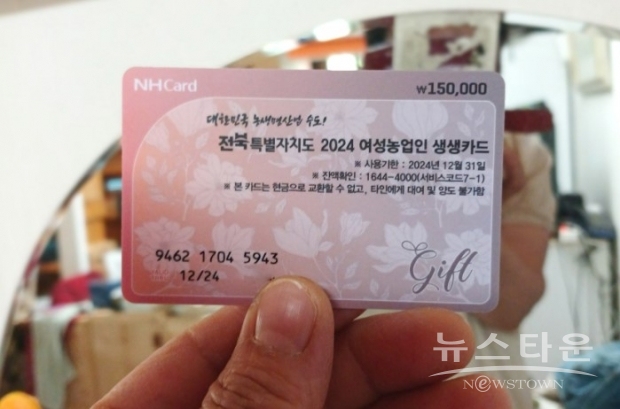 NHCard
₩150,000
대한민국 농생명산업 수도!
전북특별자치도 2024 여성농업인 생생카드
※ 사용기한 : 2024년 12월 31일
※ 잔액확인 : 1644-4000(서비스코드7-1)
※ 본 카드는 현금으로 교환할 수 없고, 타인에게 대여 및 양도 불가함
9462 1704 5943
12/24
Gift
뉴스타운
NEWSTOWN